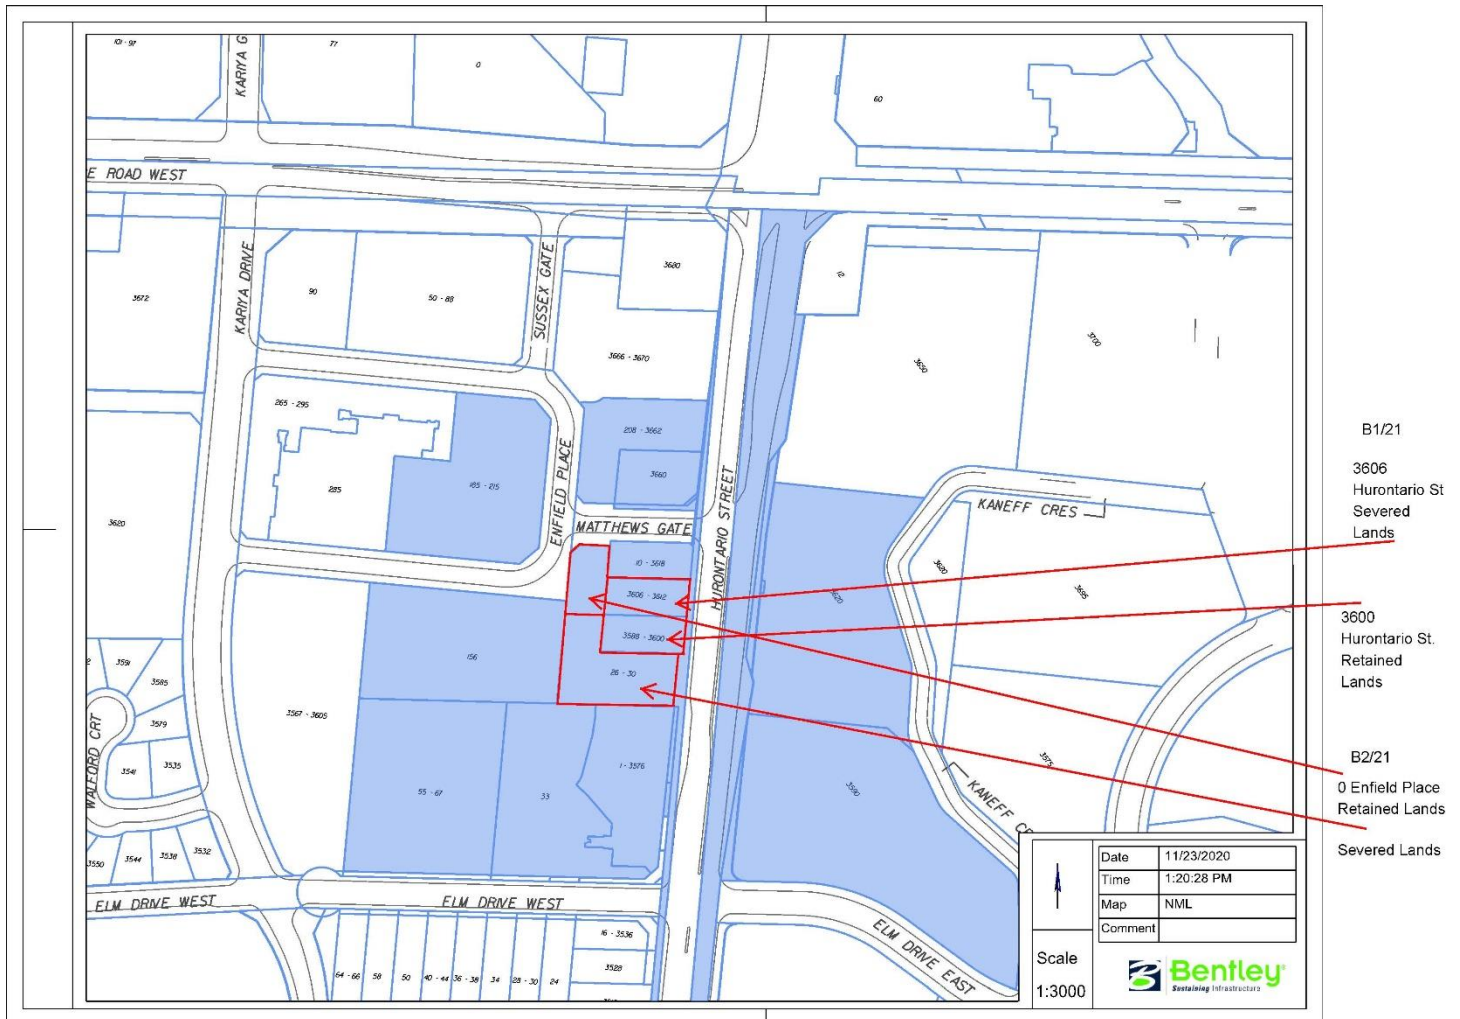 101 - 97
77
0
60
KARIYA G
E ROAD WEST
3672
KARIYA DRIVE
90
50 - 88
SUSSEX GATE
3680
12
3666 - 3670
3650
3700
265 - 295
285
185 - 215
ENFIELD PLACE
208 - 3662
3660
MATTHEWS GATE
HURONTARIO STREET
KANEFF CRES
3620
10 - 3618
3606 - 3612
3588 - 3600
26 - 30
156
3620
3620
3695
3575
3591
3585
3579
3567 - 3605
WALFORD CRT
3541
3535
55 - 67
33
1 - 3576
3590
KANEFF CR
3550
3544
3538
3532
ELM DRIVE WEST
ELM DRIVE WEST
ELM DRIVE EAST
64 - 66
58
50
40 - 44
36 - 38
34
28 - 30
24
16 - 3536
3528
B1/21
3606
Hurontario St
Severed
Lands
3600
Hurontario St.
Retained
Lands
B2/21
0 Enfield Place
Retained Lands
Severed Lands
Date 11/23/2020
Time 1:20:28 PM
Map NML
Comment
Scale
1:3000
Bentley
Sustaining Infrastructure